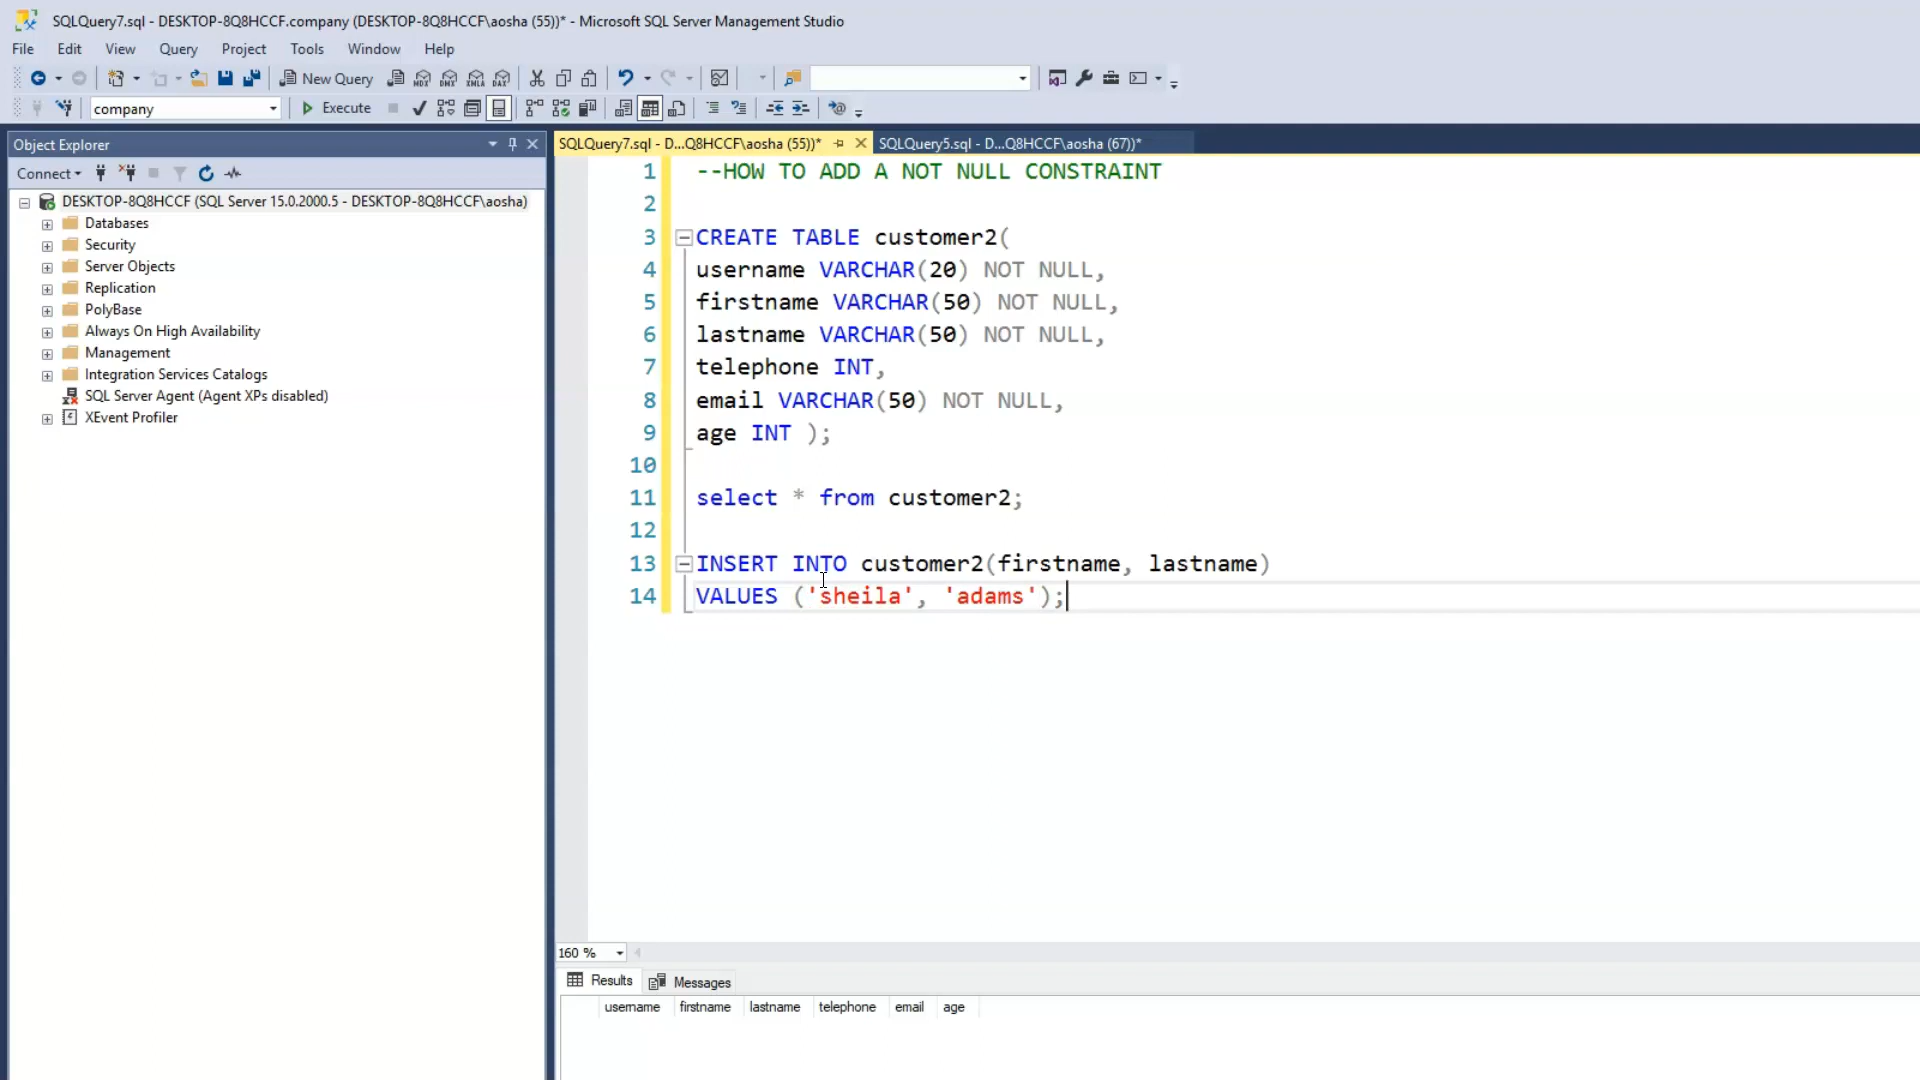 SQLQuery7.sql - DESKTOP-8Q8HCCF.company (DESKTOP-8Q8HCCF\aosha (55))* - Microsoft SQL Server Management Studio
File Edit View Query Project Tools Window Help
New Query MDX DMX XMLA DAX
company Execute
Object Explorer
Connect
DESKTOP-8Q8HCCF (SQL Server 15.0.2000.5 - DESKTOP-8Q8HCCF\aosha)
Databases
Security
Server Objects
Replication
PolyBase
Always On High Availability
Management
Integration Services Catalogs
SQL Server Agent (Agent XPs disabled)
XEvent Profiler
SQLQuery7.sql - D...Q8HCCF\aosha (55))* SQLQuery5.sql - D...Q8HCCF\aosha (67))*
1 --HOW TO ADD A NOT NULL CONSTRAINT
2
3 CREATE TABLE customer2(
4 username VARCHAR(20) NOT NULL,
5 firstname VARCHAR(50) NOT NULL,
6 lastname VARCHAR(50) NOT NULL,
7 telephone INT,
8 email VARCHAR(50) NOT NULL,
9 age INT );
10
11 select * from customer2;
12
13 INSERT INTO customer2(firstname, lastname)
14 VALUES ('sheila', 'adams');
160 %
Results Messages
username firstname lastname telephone email age